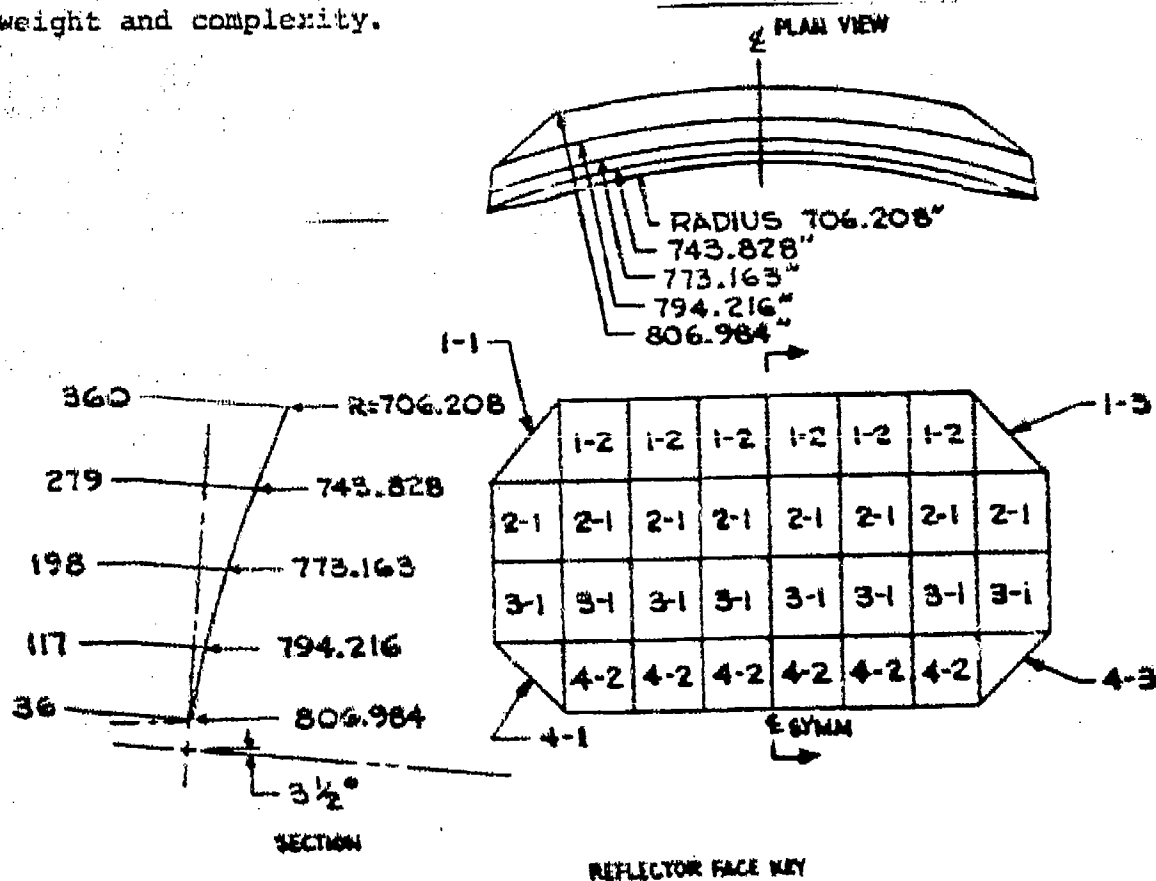 weight and complexity.
℄ PLAN VIEW
RADIUS 706.208"
743.828"
773.163"
794.216"
806.984"
1-1
360
R=706.208
1-3
1-2 1-2 1-2 1-2 1-2 1-2
279
743.828
2-1 2-1 2-1 2-1 2-1 2-1 2-1 2-1
198
773.163
3-1 3-1 3-1 3-1 3-1 3-1 3-1 3-1
117
794.216
4-2 4-2 4-2 4-2 4-2 4-2
4-3
36
806.984
4-1
℄ SYMM
3½°
SECTION
REFLECTOR FACE KEY